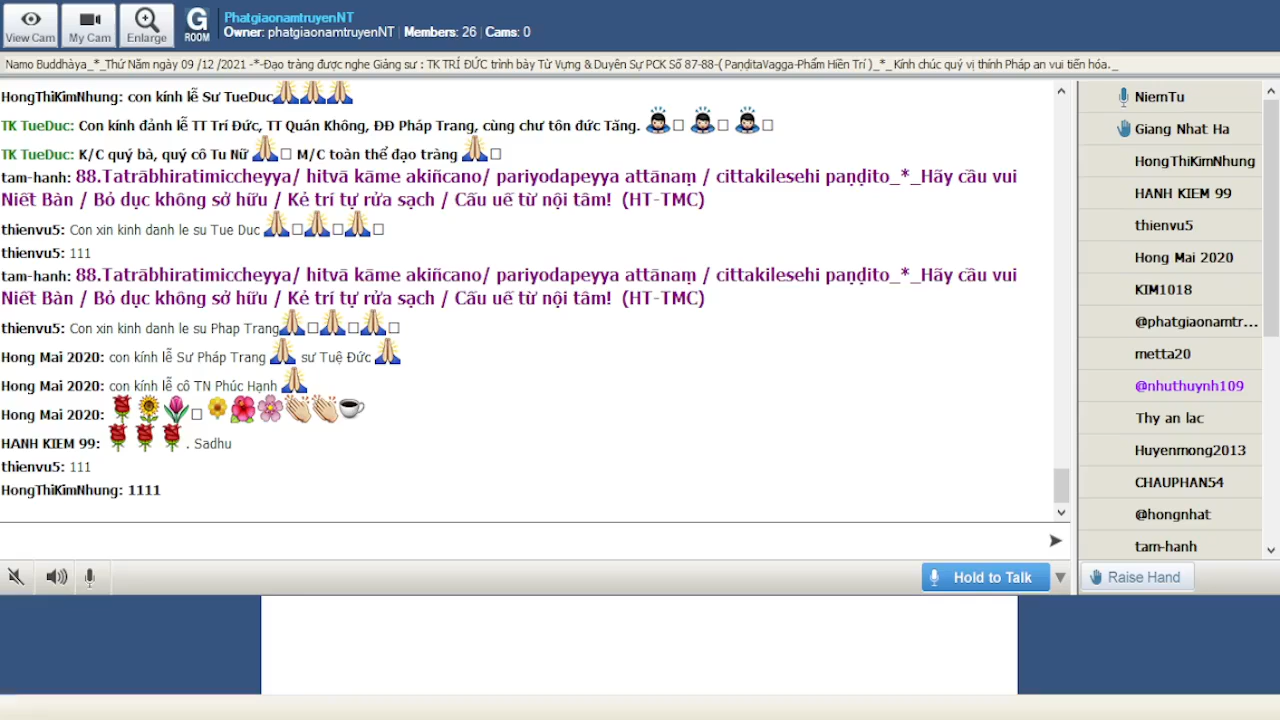 View Cam
My Cam
Enlarge
G
ROOM
PhatgiaonamtruyenNT
Owner: phatgiaonamtruyenNT | Members: 26 | Cams: 0
Namo Buddhàya_*_Thứ Năm ngày 09 /12 /2021 -*-Đạo tràng được nghe Giảng sư : TK TRÍ ĐỨC trình bày Từ Vựng & Duyên Sự PCK Số 87-88-( PaṇḍitaVagga-Phẩm Hiền Trí )_*_ Kính chúc quý vị thính Pháp an vui tiến hóa._
HongThiKimNhung: con kính lễ Sư TueDuc
TK TueDuc: Con kính đảnh lễ TT Trí Đức, TT Quán Không, ĐĐ Pháp Trang, cùng chư tôn đức Tăng.
TK TueDuc: K/C quý bà, quý cô Tu Nữ M/C toàn thể đạo tràng
tam-hanh: 88.Tatrābhiratimiccheyya/ hitvā kāme akiñcano/ pariyodapeyya attānaṃ / cittakilesehi paṇḍito_*_Hãy cầu vui
Niết Bàn / Bỏ dục không sở hữu / Kẻ trí tự rửa sạch / Cấu uế từ nội tâm! (HT-TMC)
thienvu5: Con xin kinh danh le su Tue Duc
thienvu5: 111
tam-hanh: 88.Tatrābhiratimiccheyya/ hitvā kāme akiñcano/ pariyodapeyya attānaṃ / cittakilesehi paṇḍito_*_Hãy cầu vui
Niết Bàn / Bỏ dục không sở hữu / Kẻ trí tự rửa sạch / Cấu uế từ nội tâm! (HT-TMC)
thienvu5: Con xin kinh danh le su Phap Trang
Hong Mai 2020: con kính lễ Sư Pháp Trang sư Tuệ Đức
Hong Mai 2020: con kính lễ cô TN Phúc Hạnh
Hong Mai 2020:
HANH KIEM 99: . Sadhu
thienvu5: 111
HongThiKimNhung: 1111
NiemTu
Giang Nhat Ha
HongThiKimNhung
HANH KIEM 99
thienvu5
Hong Mai 2020
KIM1018
@phatgiaonamtr...
metta20
@nhuthuynh109
Thy an lac
Huyenmong2013
CHAUPHAN54
@hongnhat
tam-hanh
Hold to Talk
Raise Hand